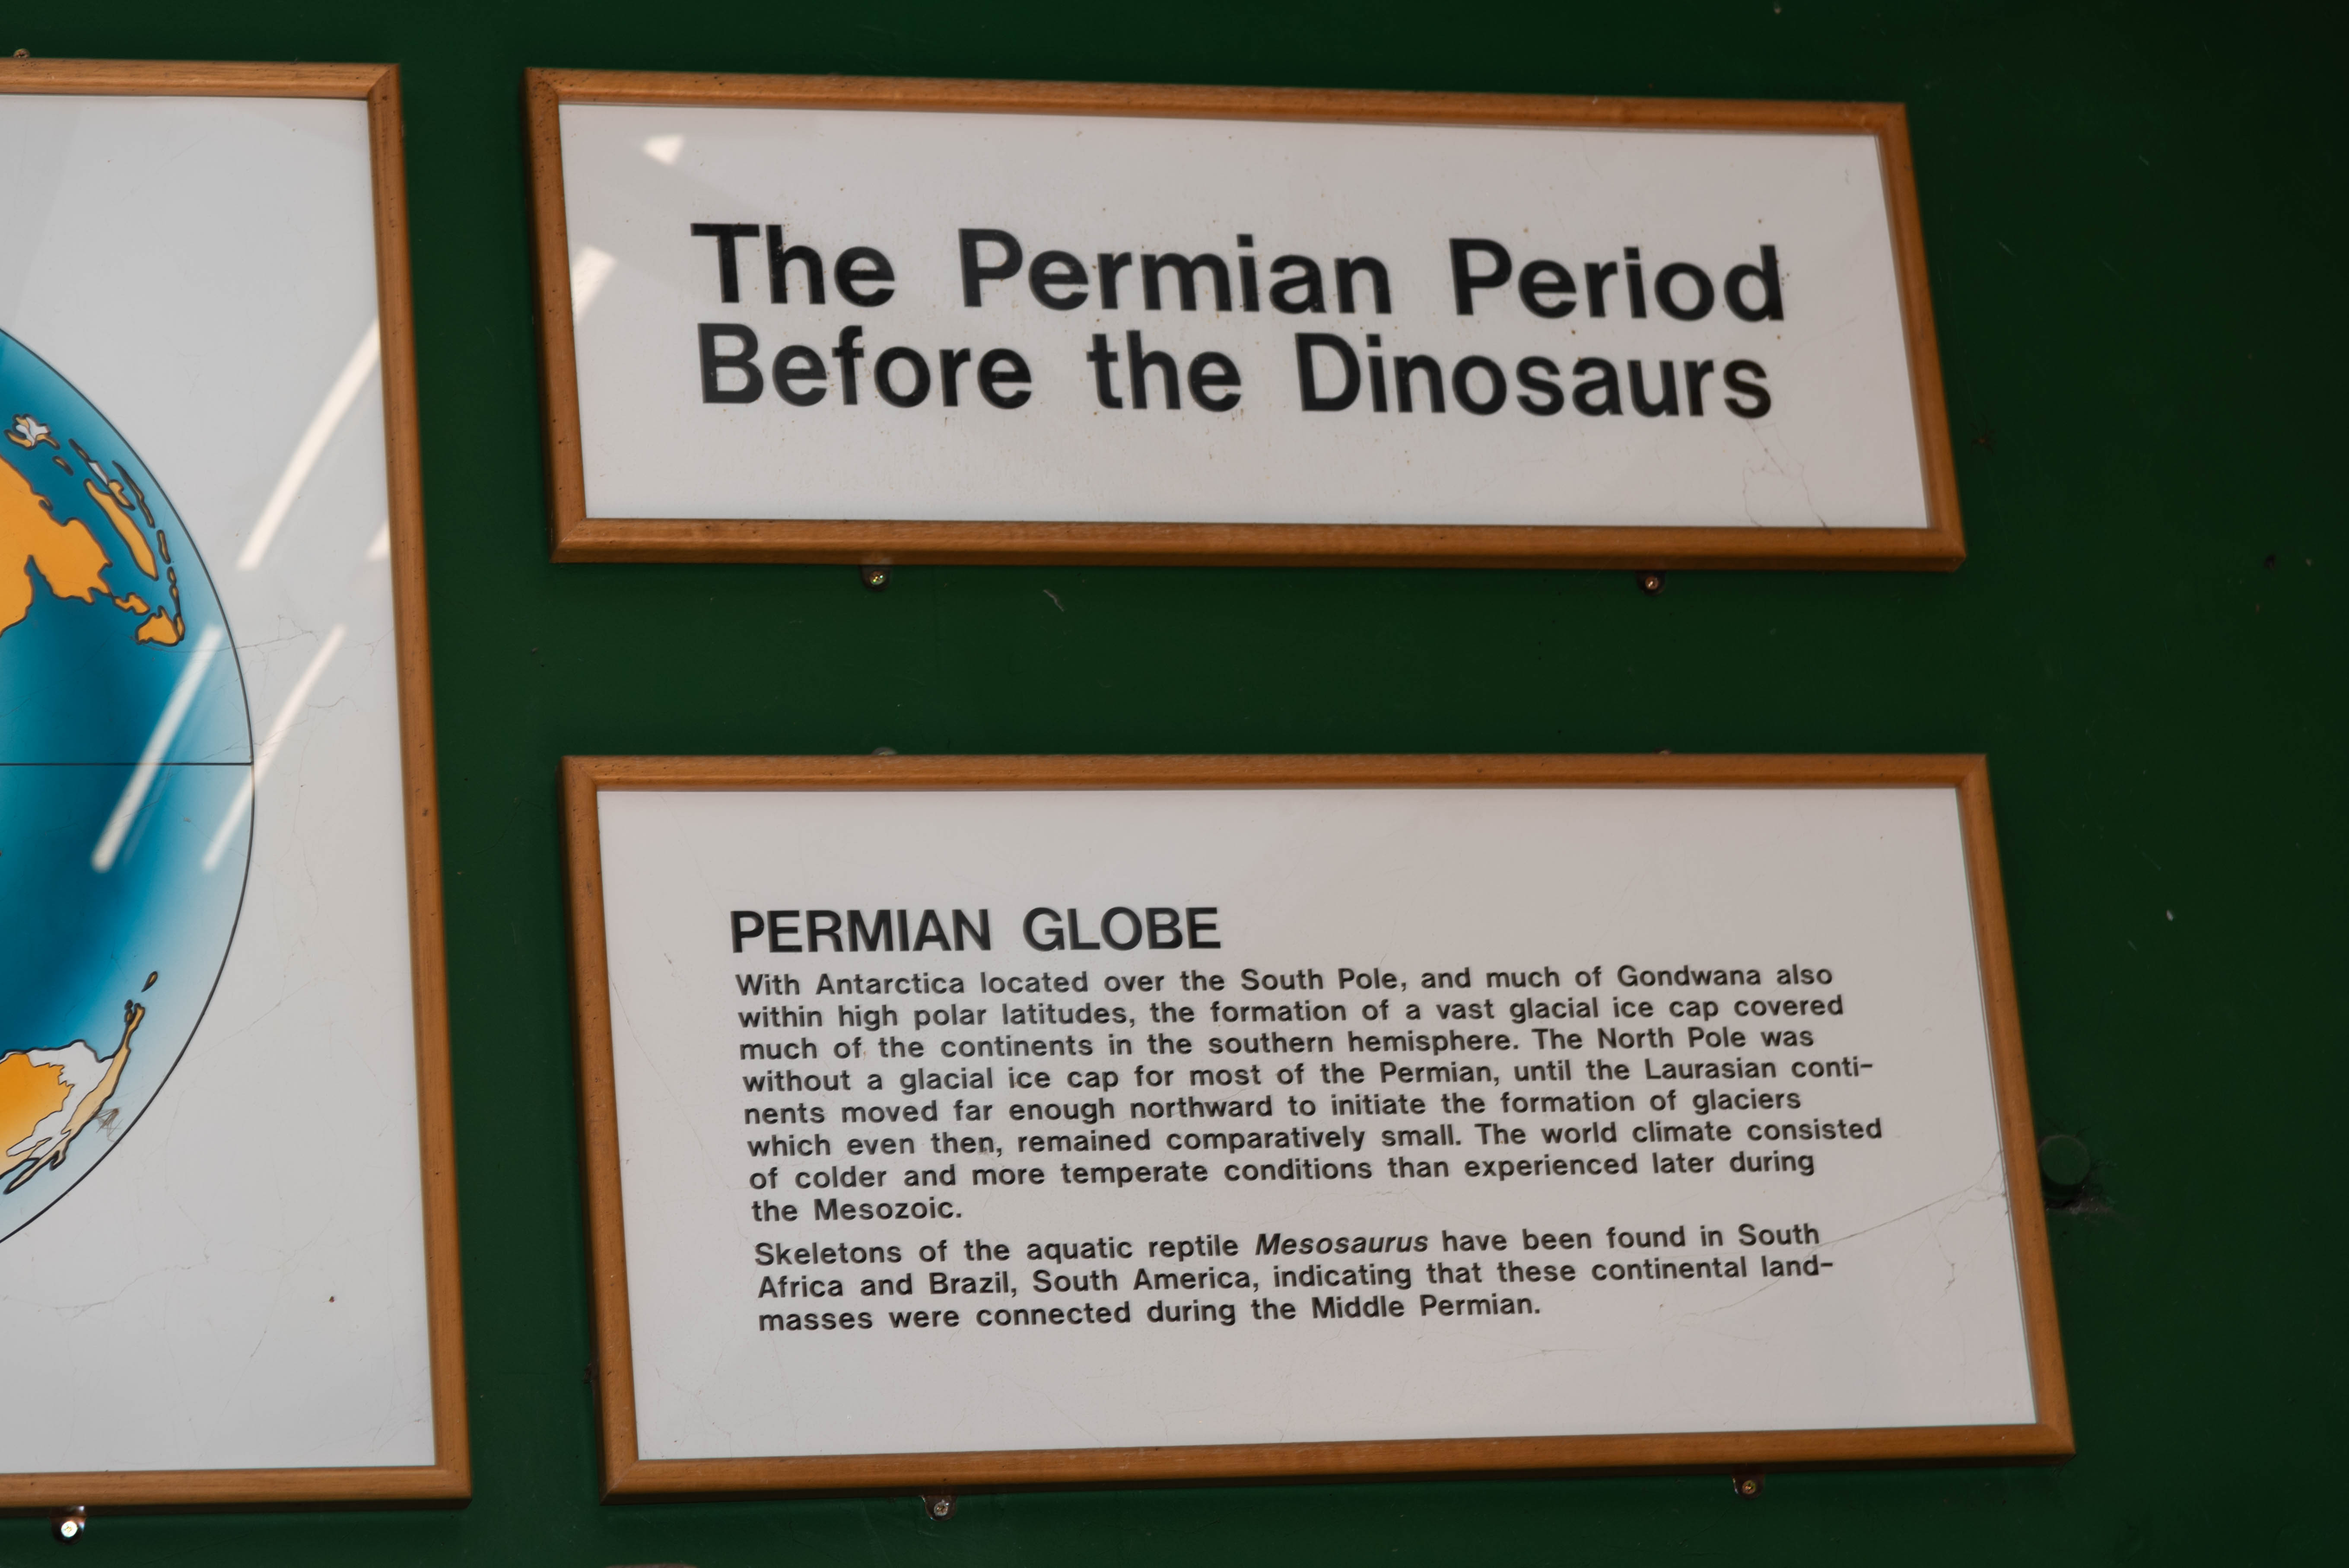 The Permian Period
Before the Dinosaurs
PERMIAN GLOBE
With Antarctica located over the South Pole, and much of Gondwana also
within high polar latitudes, the formation of a vast glacial ice cap covered
much of the continents in the southern hemisphere. The North Pole was
without a glacial ice cap for most of the Permian, until the Laurasian conti-
nents moved far enough northward to initiate the formation of glaciers
which even then, remained comparatively small. The world climate consisted
of colder and more temperate conditions than experienced later during
the Mesozoic.
Skeletons of the aquatic reptile Mesosaurus have been found in South
Africa and Brazil, South America, indicating that these continental land-
masses were connected during the Middle Permian.